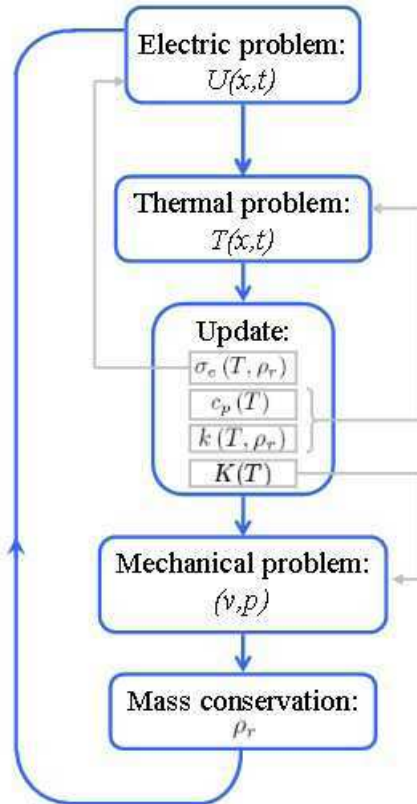 Electric problem:
U(x,t)
Thermal problem:
T(x,t)
Update:
σ_e (T, ρ_r)
c_p (T)
k (T, ρ_r)
K(T)
Mechanical problem:
(v,p)
Mass conservation:
ρ_r